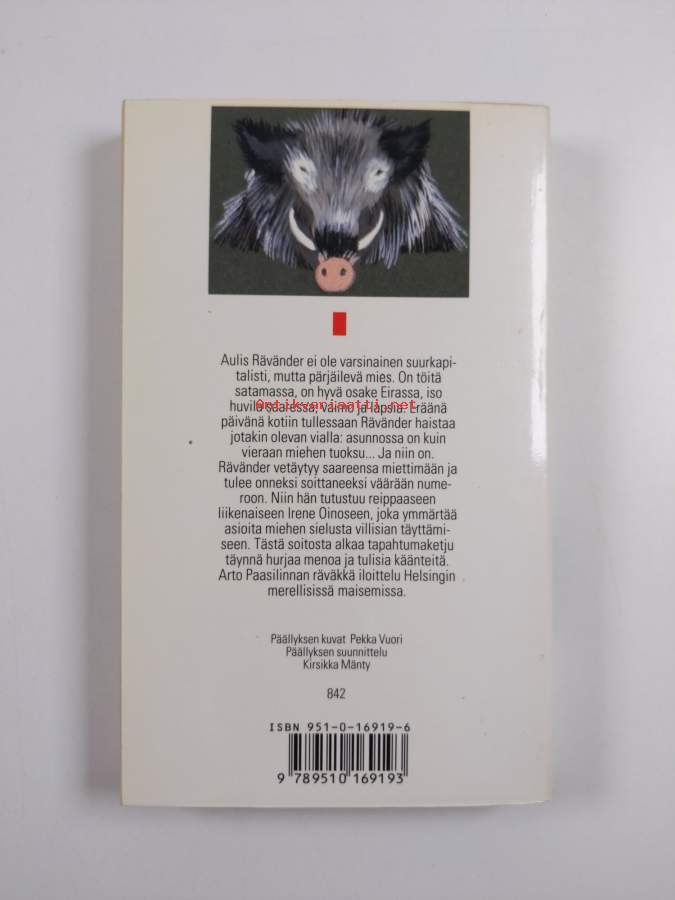 Aulis Rävänder ei ole varsinainen suurkapi-
talisti, mutta pärjäilevä mies. On töitä
satamassa, on hyvä osake Eirassa, iso
huvila saaressa, vaimo ja lapsia. Eräänä
Antikvariaatti.net
päivänä kotiin tullessaan Rävänder haistaa
jotakin olevan vialla: asunnossa on kuin
vieraan miehen tuoksu... Ja niin on.
Rävänder vetäytyy saareensa miettimään ja
tulee onneksi soittaneeksi väärään nume-
roon. Niin hän tutustuu reippaaseen
liikenaiseen Irene Oinoseen, joka ymmärtää
asioita miehen sielusta villisian täyttämi-
seen. Tästä soitosta alkaa tapahtumaketju
täynnä hurjaa menoa ja tulisia käänteitä.
Arto Paasilinnan räväkkä iloittelu Helsingin
merellisissä maisemissa.
Päällyksen kuvat Pekka Vuori
Päällyksen suunnittelu
Kirsikka Mänty
842
ISBN 951-0-16919-6
9 789510 169193